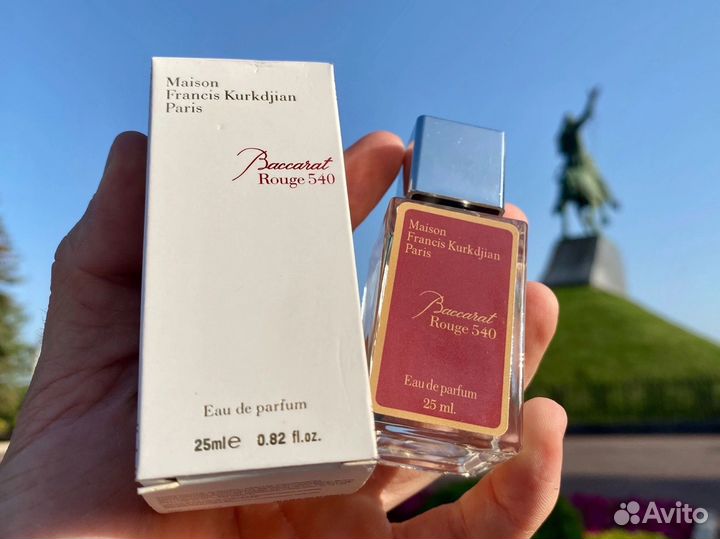 Maison
Francis Kurkdjian
Paris
Baccarat
Rouge 540
Eau de parfum
25ml e 0.82 fl.oz.
Maison
Francis Kurkdjian
Paris
Baccarat
Rouge 540
Eau de parfum
25 ml.
Avito